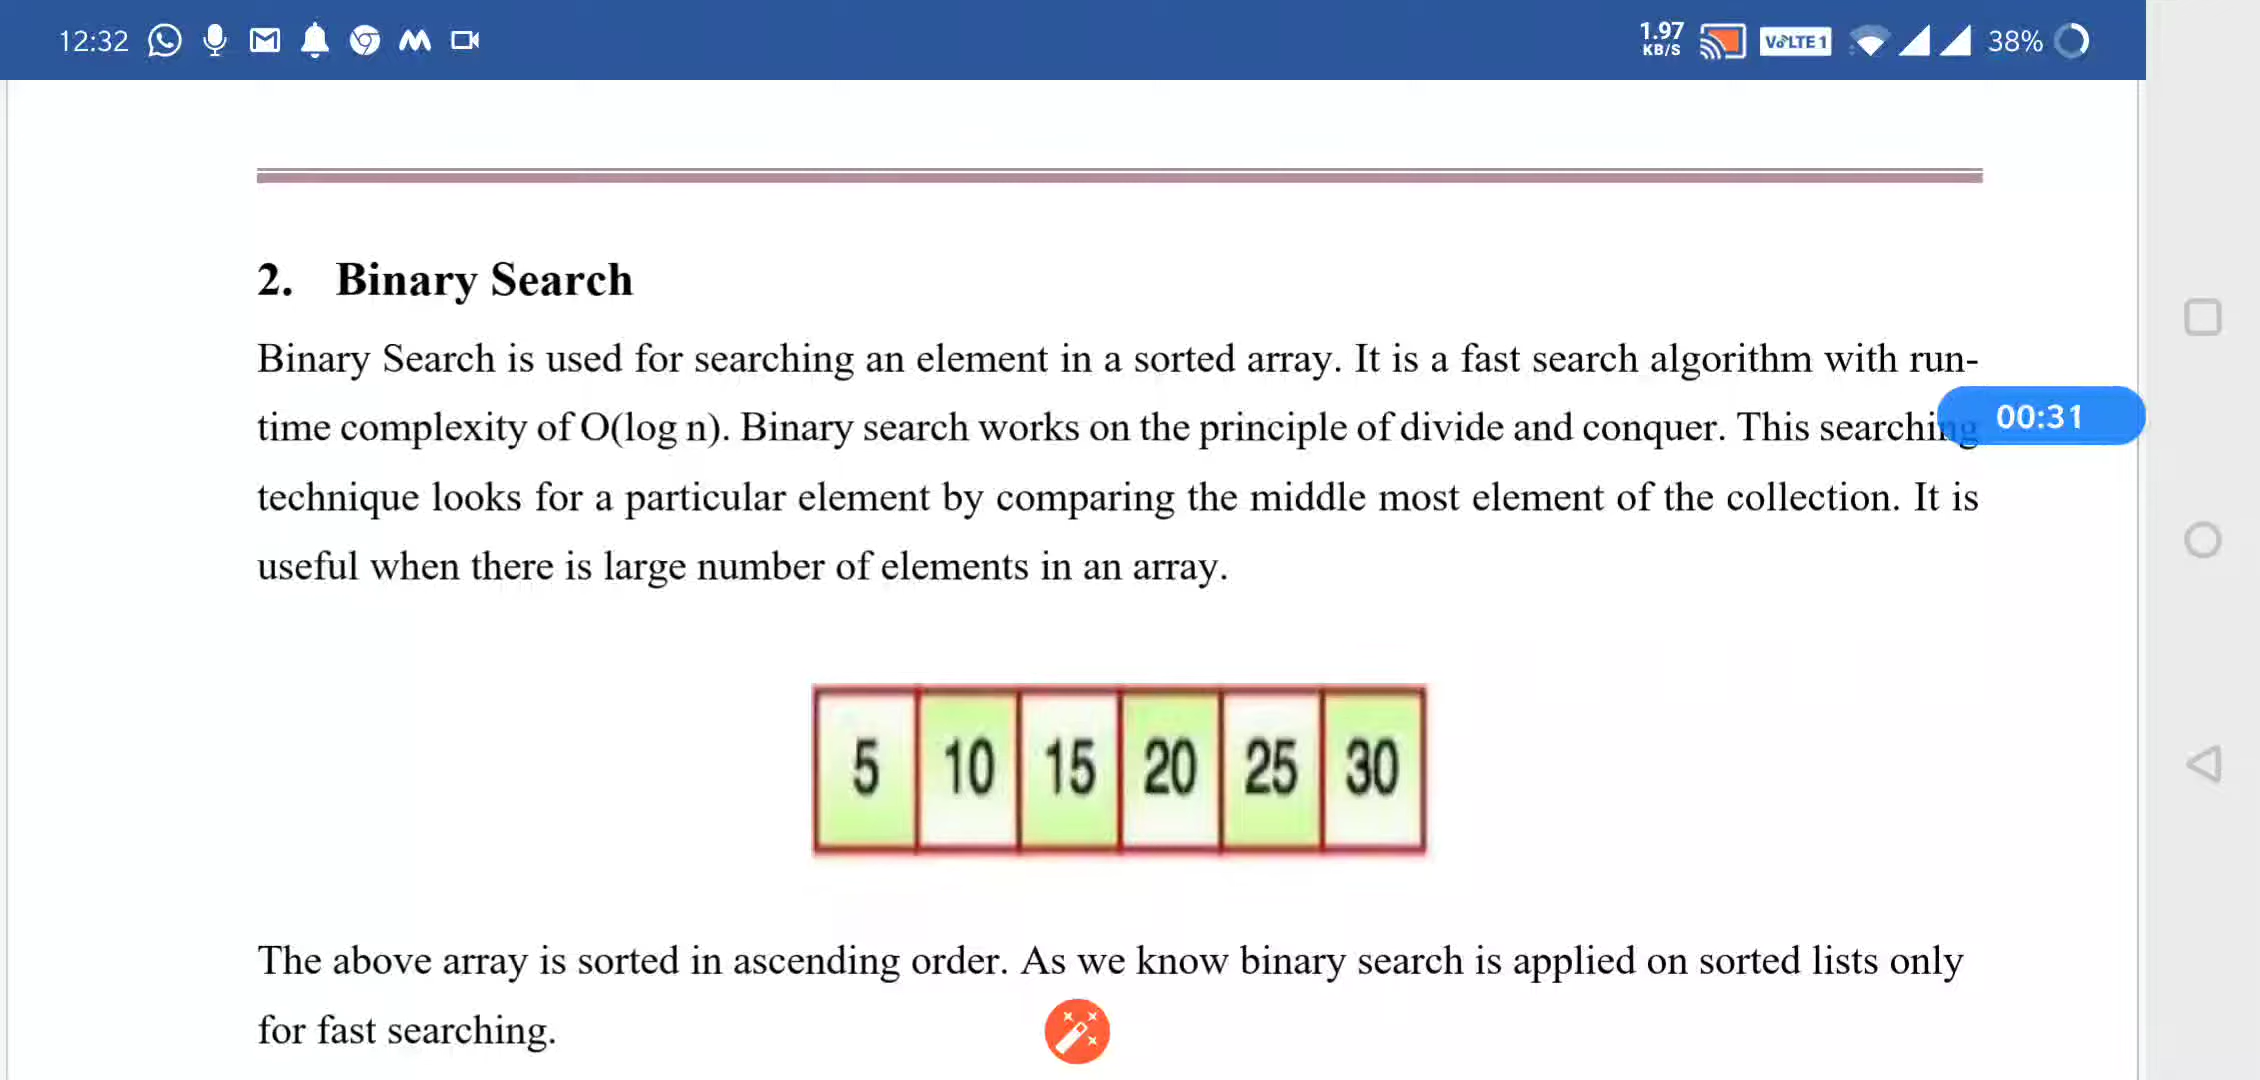 12:32
1.97 KB/S
VoLTE 1
38%
2. Binary Search
Binary Search is used for searching an element in a sorted array. It is a fast search algorithm with run-
time complexity of O(log n). Binary search works on the principle of divide and conquer. This searching
00:31
technique looks for a particular element by comparing the middle most element of the collection. It is
useful when there is large number of elements in an array.
5 10 15 20 25 30
The above array is sorted in ascending order. As we know binary search is applied on sorted lists only
for fast searching.